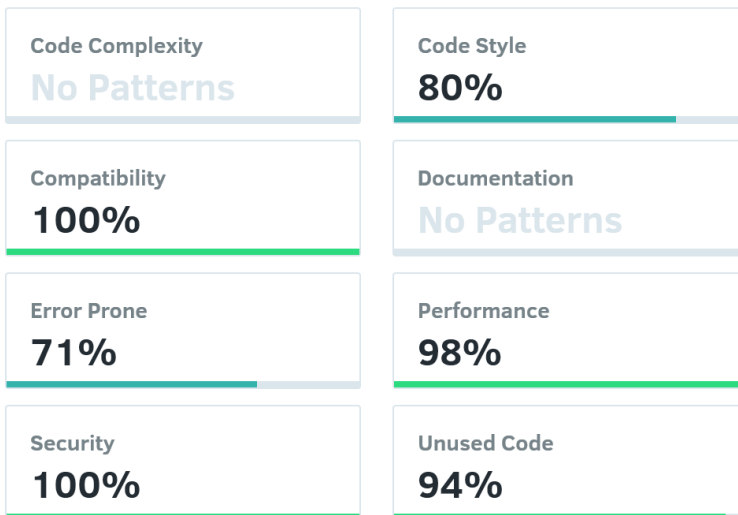 Code Complexity
No Patterns
Code Style
80%
Compatibility
100%
Documentation
No Patterns
Error Prone
71%
Performance
98%
Security
100%
Unused Code
94%